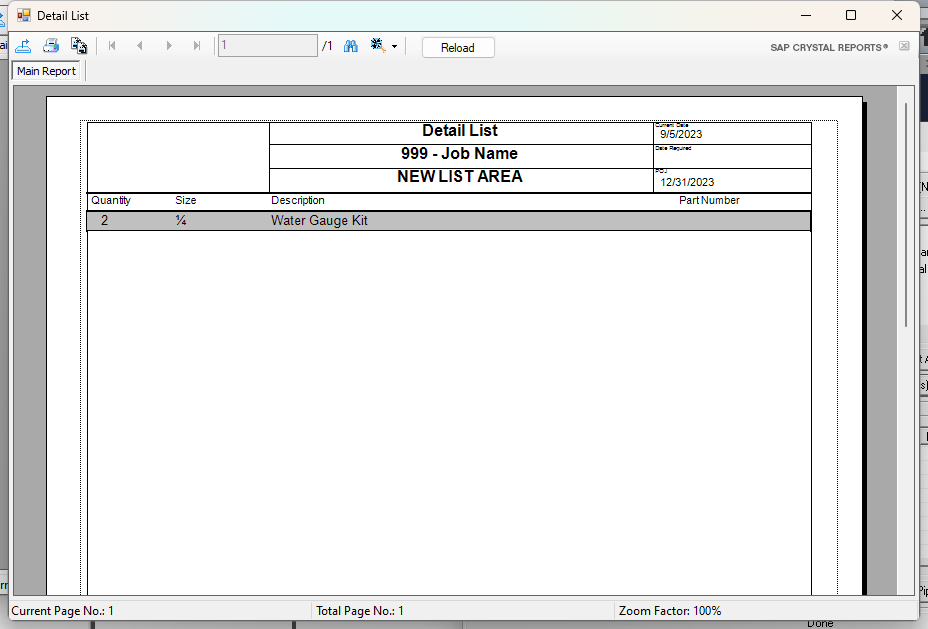 Detail List
1 /1 Reload SAP CRYSTAL REPORTS®
Main Report
Detail List
Current Date
9/5/2023
999 - Job Name
Date Required
NEW LIST AREA
12/31/2023
Quantity Size Description Part Number
2 ¼ Water Gauge Kit
Current Page No.: 1 Total Page No.: 1 Zoom Factor: 100%
Done